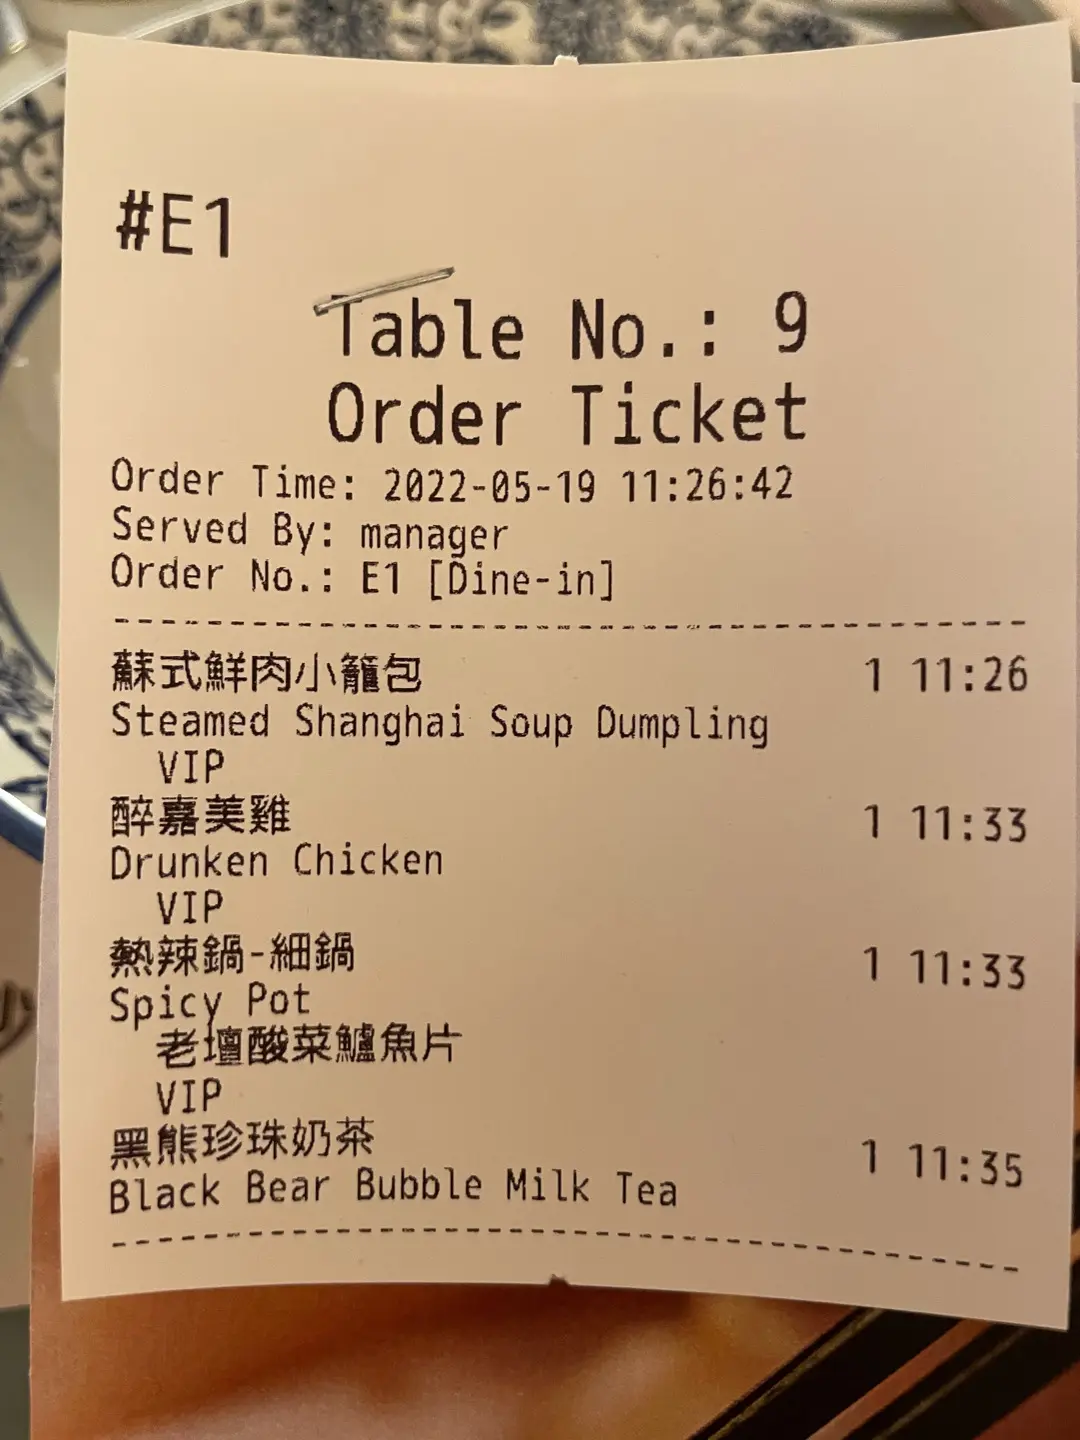 #E1
Table No.: 9
Order Ticket
Order Time: 2022-05-19 11:26:42
Served By: manager
Order No.: E1 [Dine-in]
蘇式鮮肉小籠包 1 11:26
Steamed Shanghai Soup Dumpling
VIP
醉嘉美雞 1 11:33
Drunken Chicken
VIP
熱辣鍋-細鍋 1 11:33
Spicy Pot
老壇酸菜鱸魚片
VIP
黑熊珍珠奶茶 1 11:35
Black Bear Bubble Milk Tea